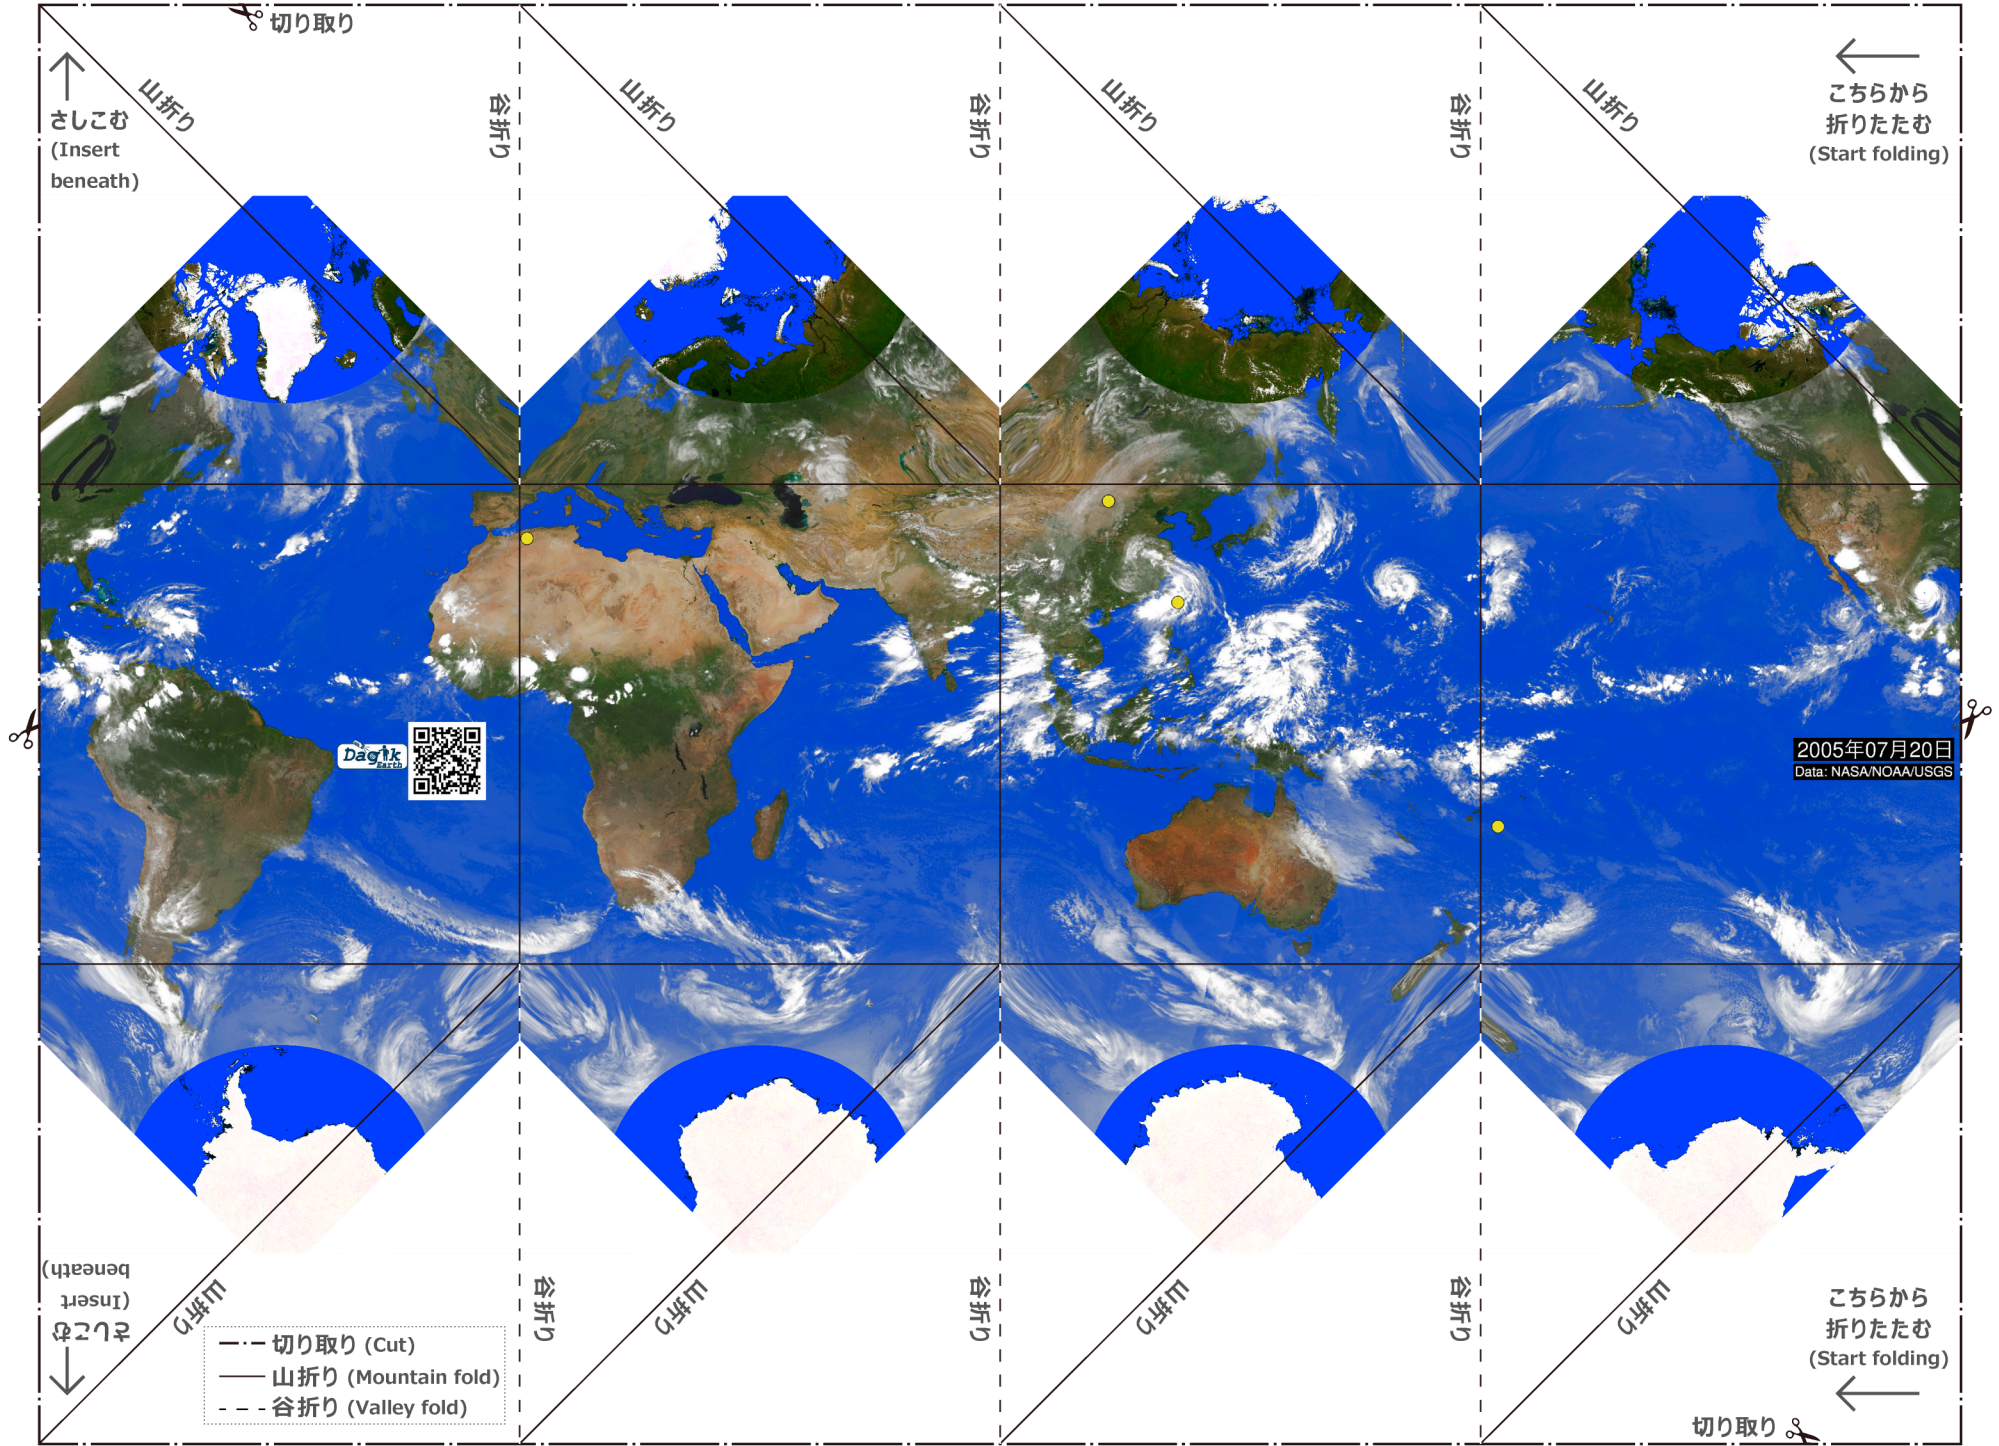 切り取り
山折り
山折り
山折り
山折り
谷折り
谷折り
谷折り
さしこむ
(Insert
beneath)
こちらから
折りたたむ
(Start folding)
Dagik
Earth
2005年07月20日
Data: NASA/NOAA/USGS
さしこむ
(Insert
beneath)
山折り
山折り
山折り
山折り
谷折り
谷折り
谷折り
こちらから
折りたたむ
(Start folding)
切り取り (Cut)
山折り (Mountain fold)
谷折り (Valley fold)
切り取り